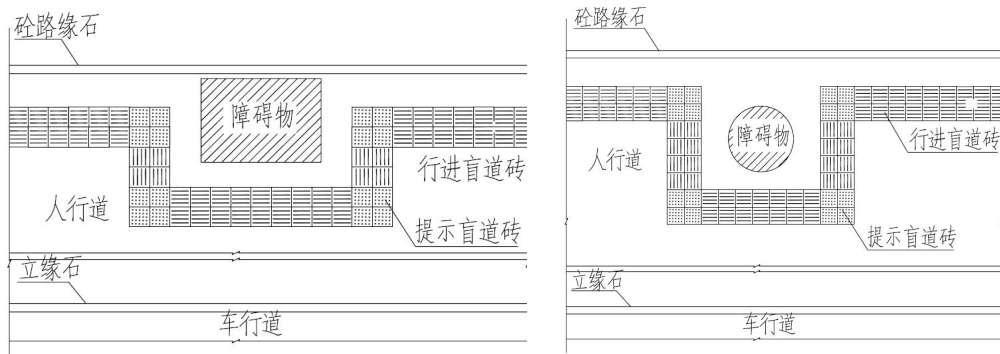 砼路缘石
障碍物
行进盲道砖
人行道
提示盲道砖
立缘石
车行道
砼路缘石
障碍物
行进盲道砖
人行道
提示盲道砖
立缘石
车行道